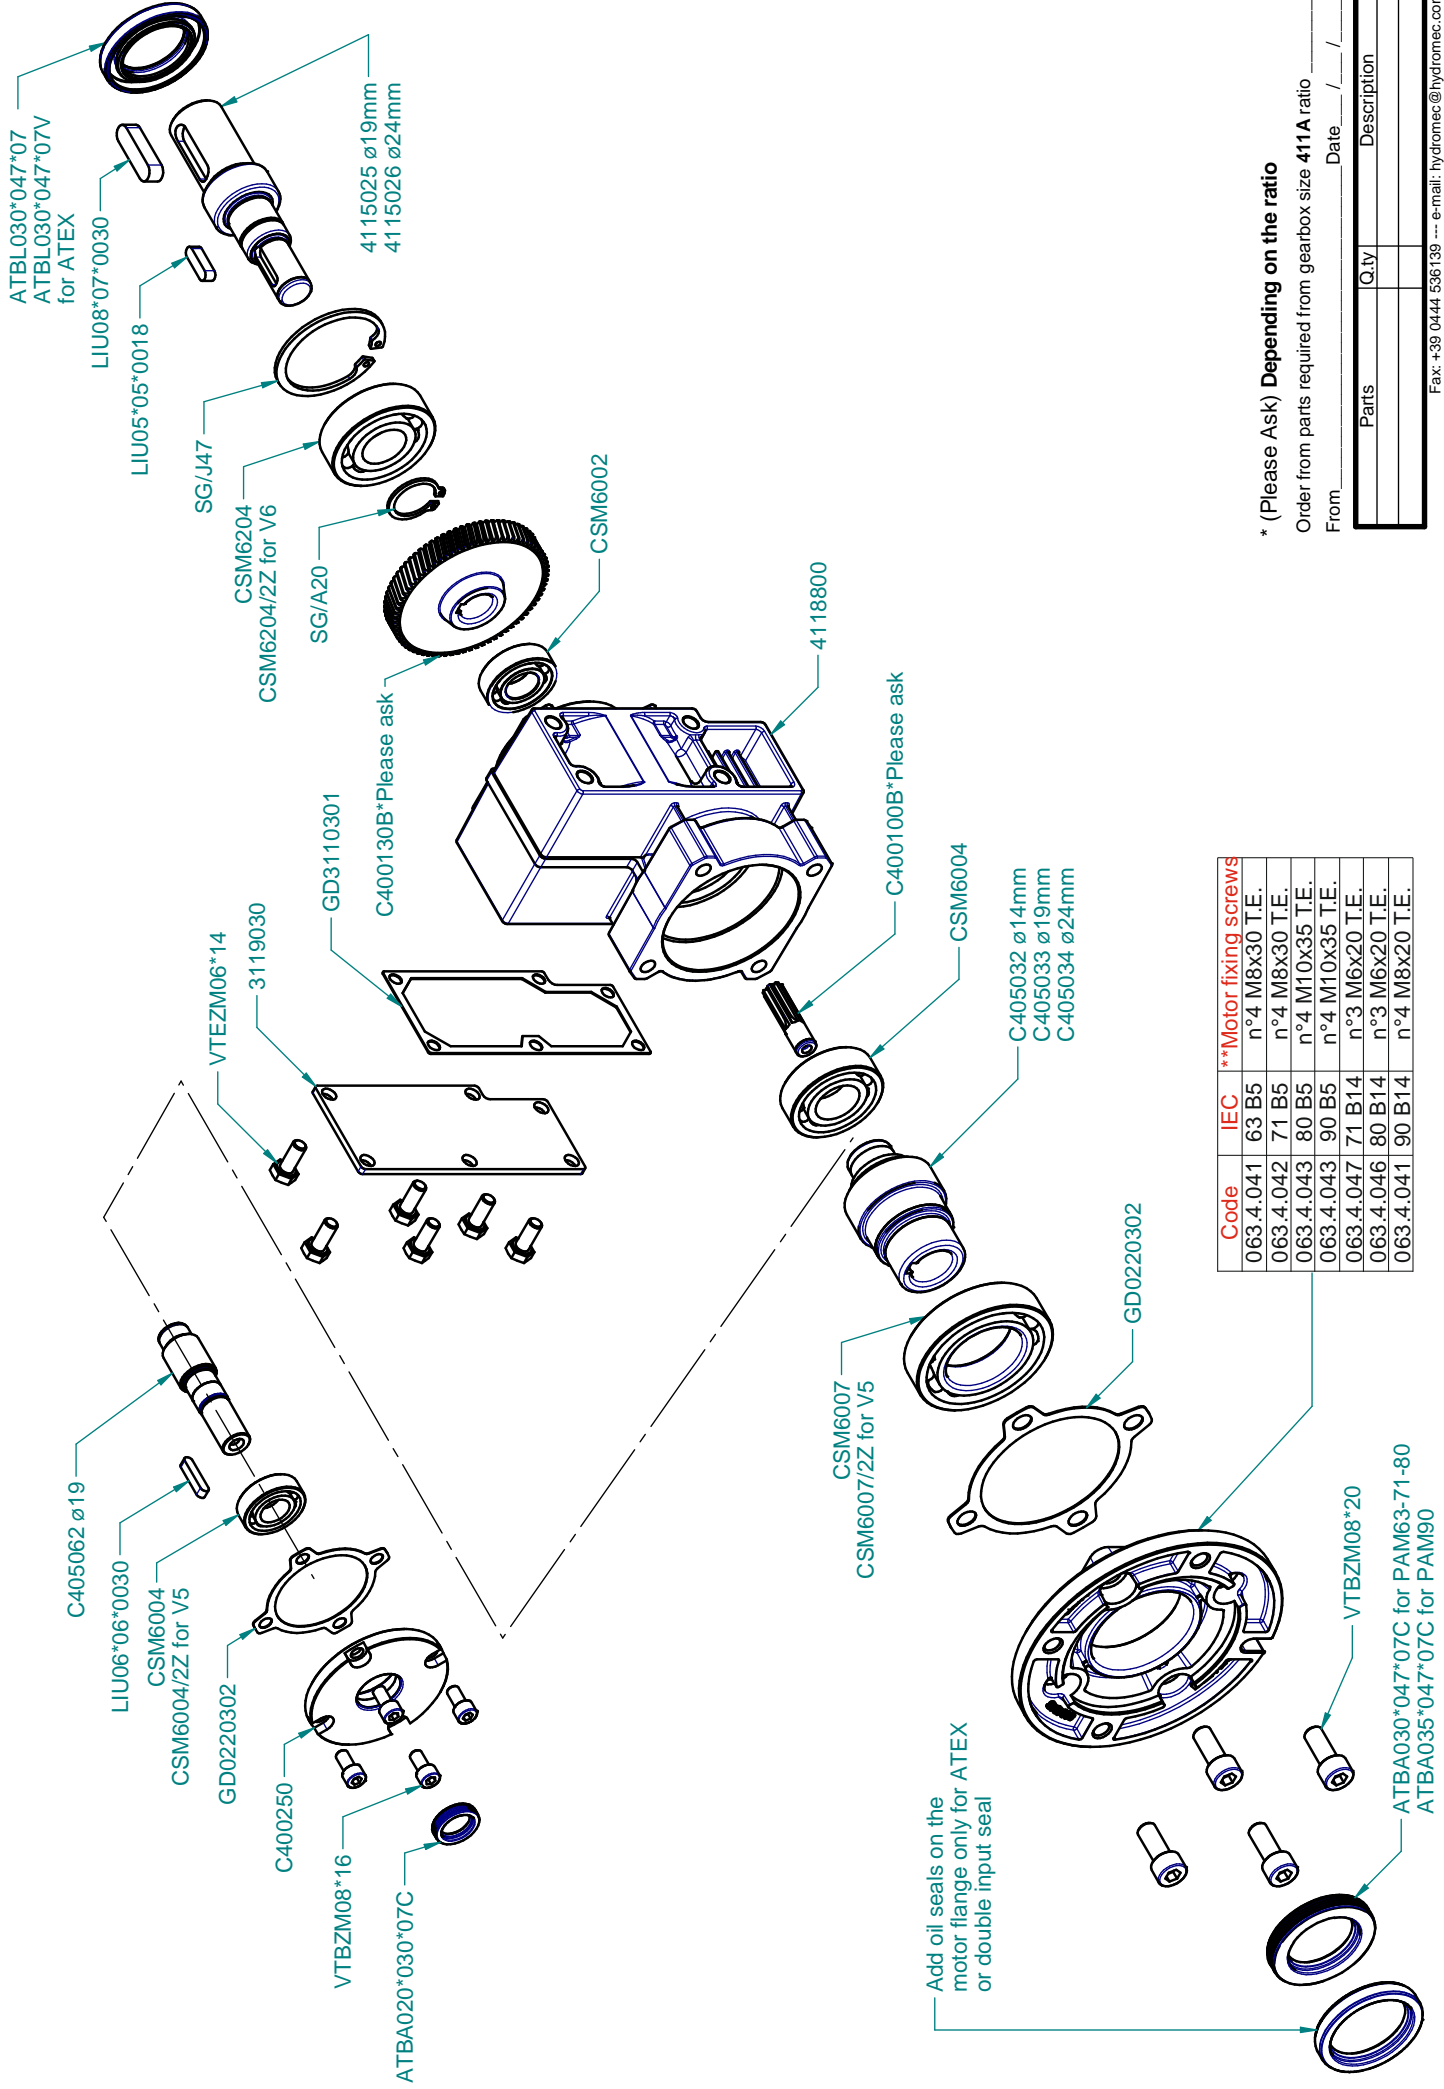 ATBL030*047*07
ATBL030*047*07V
for ATEX
LIU08*07*0030
LIU05*05*0018
4115025 ø19mm
4115026 ø24mm
SG/J47
CSM6204
CSM6204/2Z for V6
SG/A20
CSM6002
C400130B*Please ask
4118800
GD3110301
C400100B*Please ask
CSM6004
3119030
VTEZM06*14
C405032 ø14mm
C405033 ø19mm
C405034 ø24mm
C405062 ø19
LIU06*06*0030
CSM6004
CSM6004/2Z for V5
GD0220302
C400250
VTBZM08*16
ATBA020*030*07C
GD0220302
CSM6007
CSM6007/2Z for V5
VTBZM08*20
ATBA030*047*07C for PAM63-71-80
ATBA035*047*07C for PAM90
Add oil seals on the
motor flange only for ATEX
or double input seal
Code IEC **Motor fixing screws
063.4.041 63 B5 n°4 M8x30 T.E.
063.4.042 71 B5 n°4 M8x30 T.E.
063.4.043 80 B5 n°4 M10x35 T.E.
063.4.043 90 B5 n°4 M10x35 T.E.
063.4.047 71 B14 n°3 M6x20 T.E.
063.4.046 80 B14 n°3 M6x20 T.E.
063.4.041 90 B14 n°4 M8x20 T.E.
* (Please Ask) Depending on the ratio
Order from parts required from gearbox size 411A ratio
From Date / /
Parts Q.ty Description
Fax: +39 0444 536139 --- e-mail: hydromec@hydromec.com